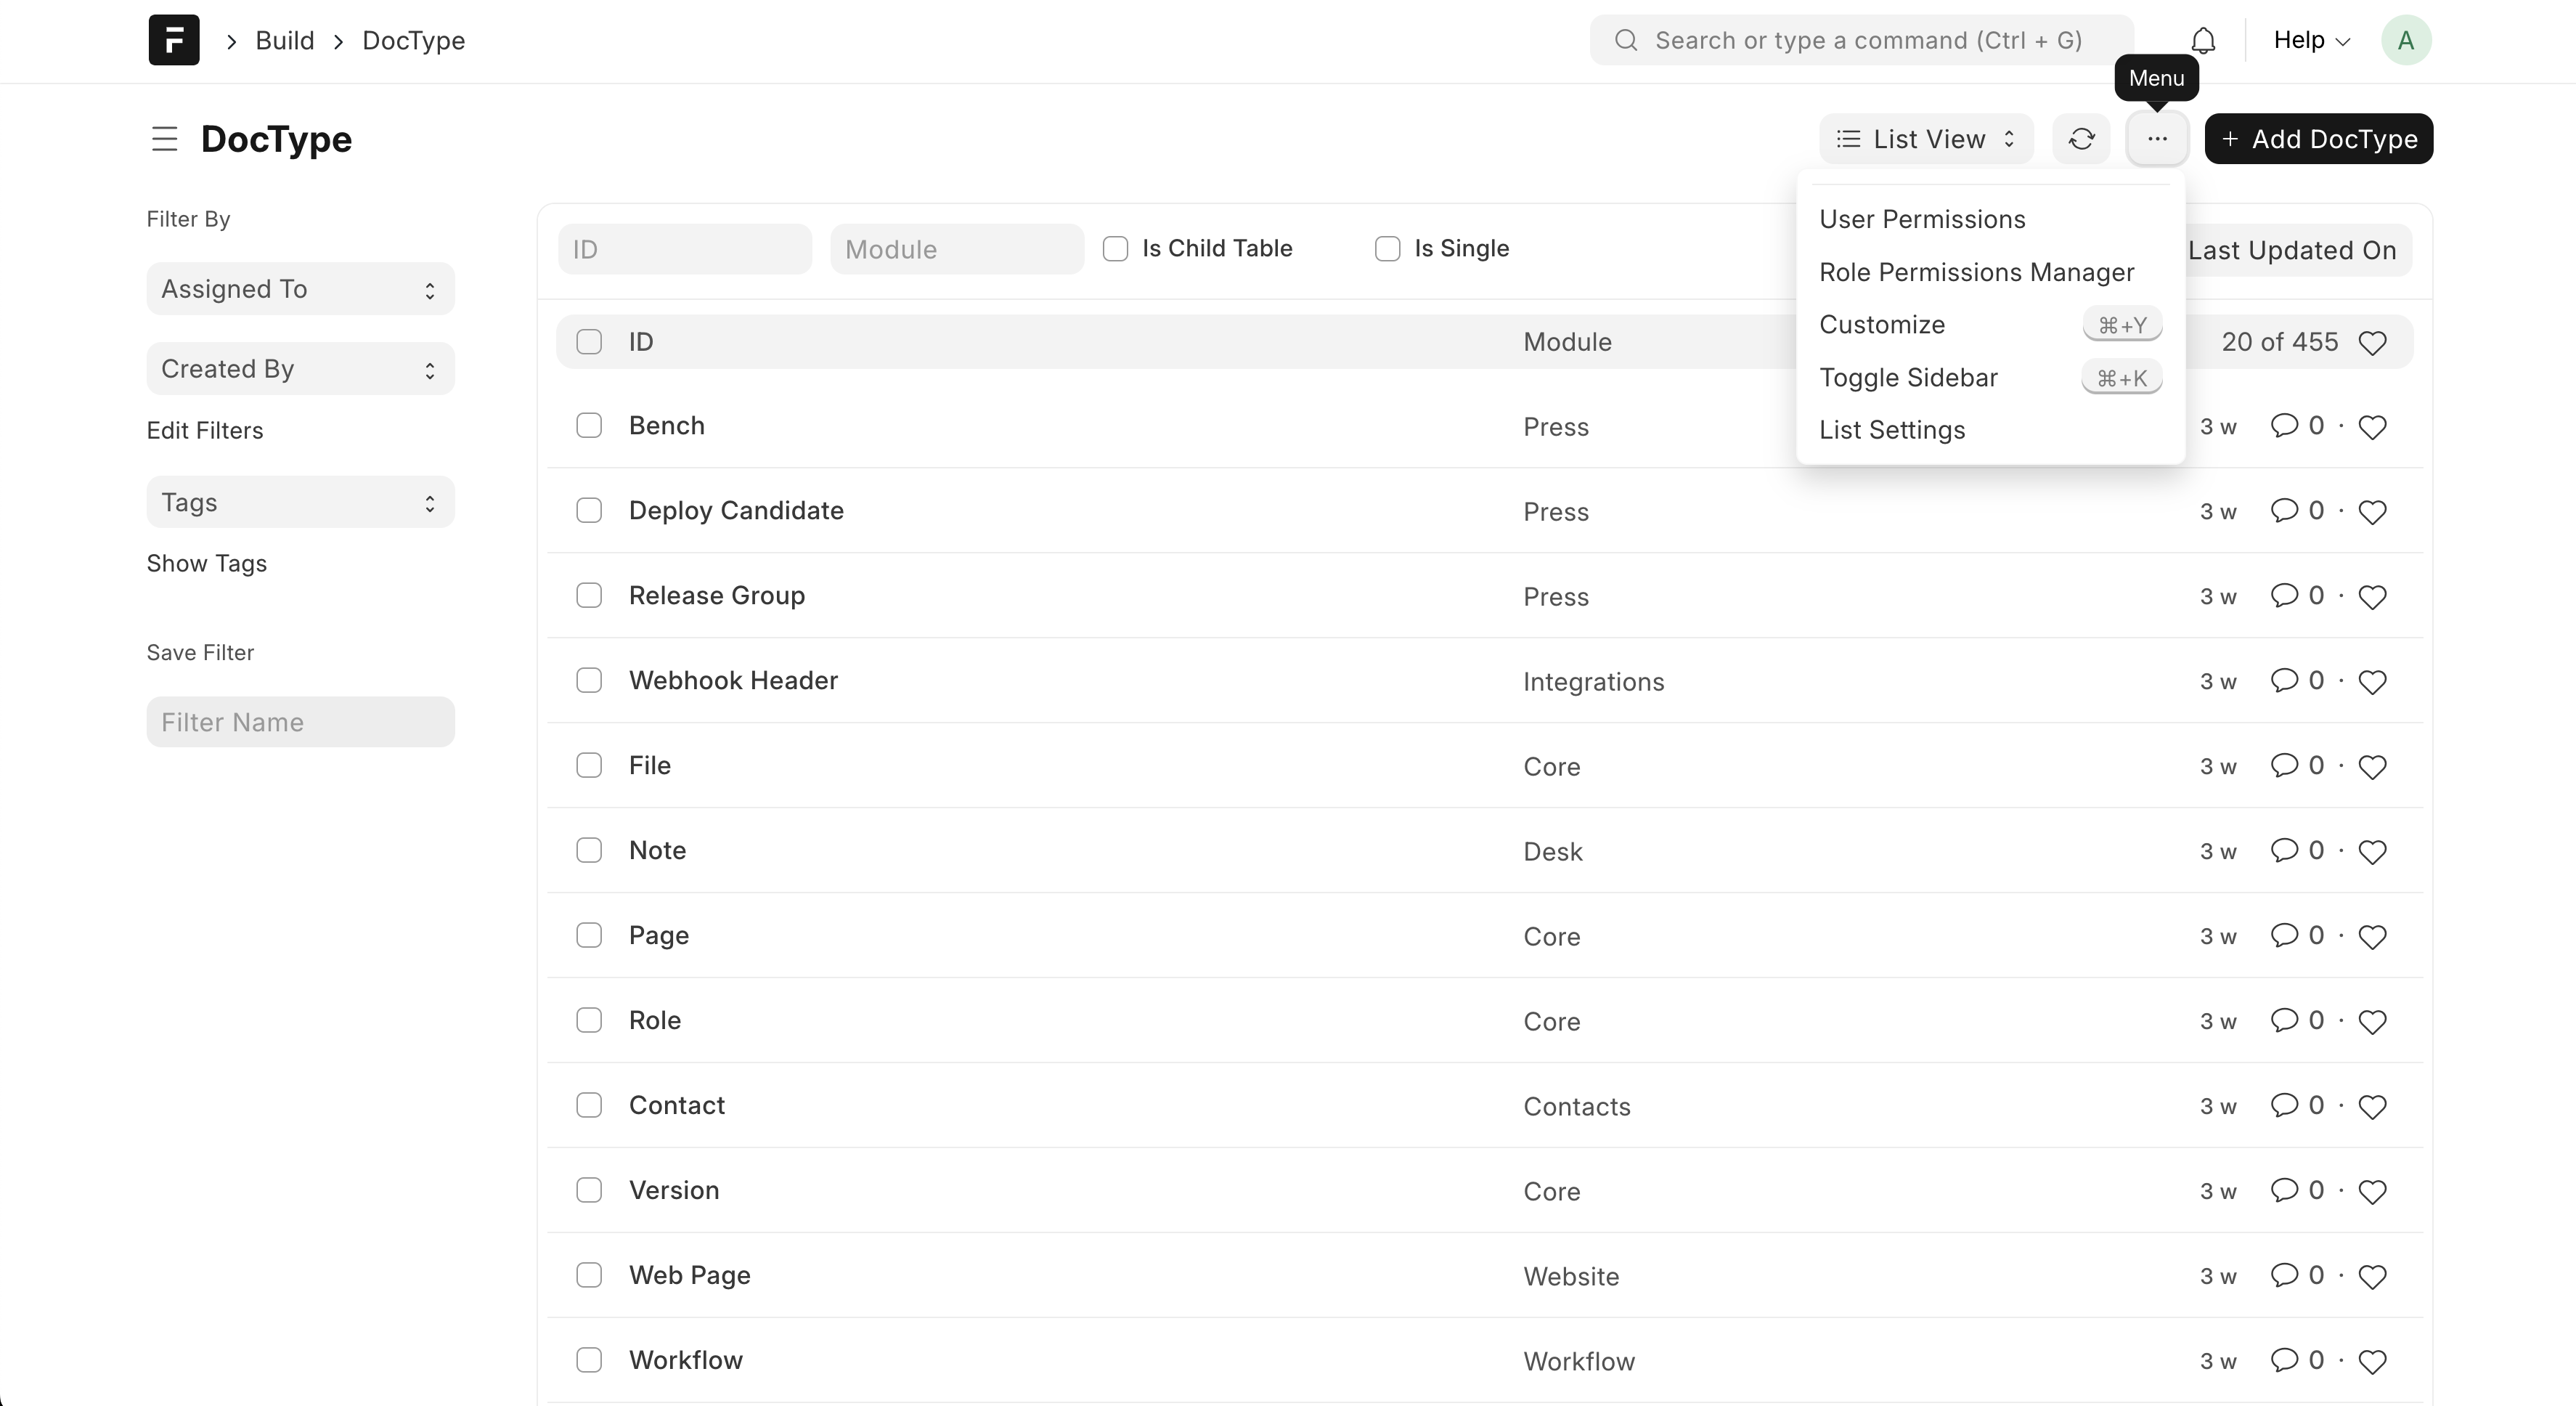 F
Build
DocType
Search or type a command (Ctrl + G)
Help
A
Menu
DocType
List View
···
+ Add DocType
User Permissions
Role Permissions Manager
Customize ⌘+Y
Toggle Sidebar ⌘+K
List Settings
Filter By
Assigned To
Created By
Edit Filters
Tags
Show Tags
Save Filter
Filter Name
ID
Module
Is Child Table
Is Single
Last Updated On
ID Module 20 of 455
Bench Press 3 w 0 ·
Deploy Candidate Press 3 w 0 ·
Release Group Press 3 w 0 ·
Webhook Header Integrations 3 w 0 ·
File Core 3 w 0 ·
Note Desk 3 w 0 ·
Page Core 3 w 0 ·
Role Core 3 w 0 ·
Contact Contacts 3 w 0 ·
Version Core 3 w 0 ·
Web Page Website 3 w 0 ·
Workflow Workflow 3 w 0 ·